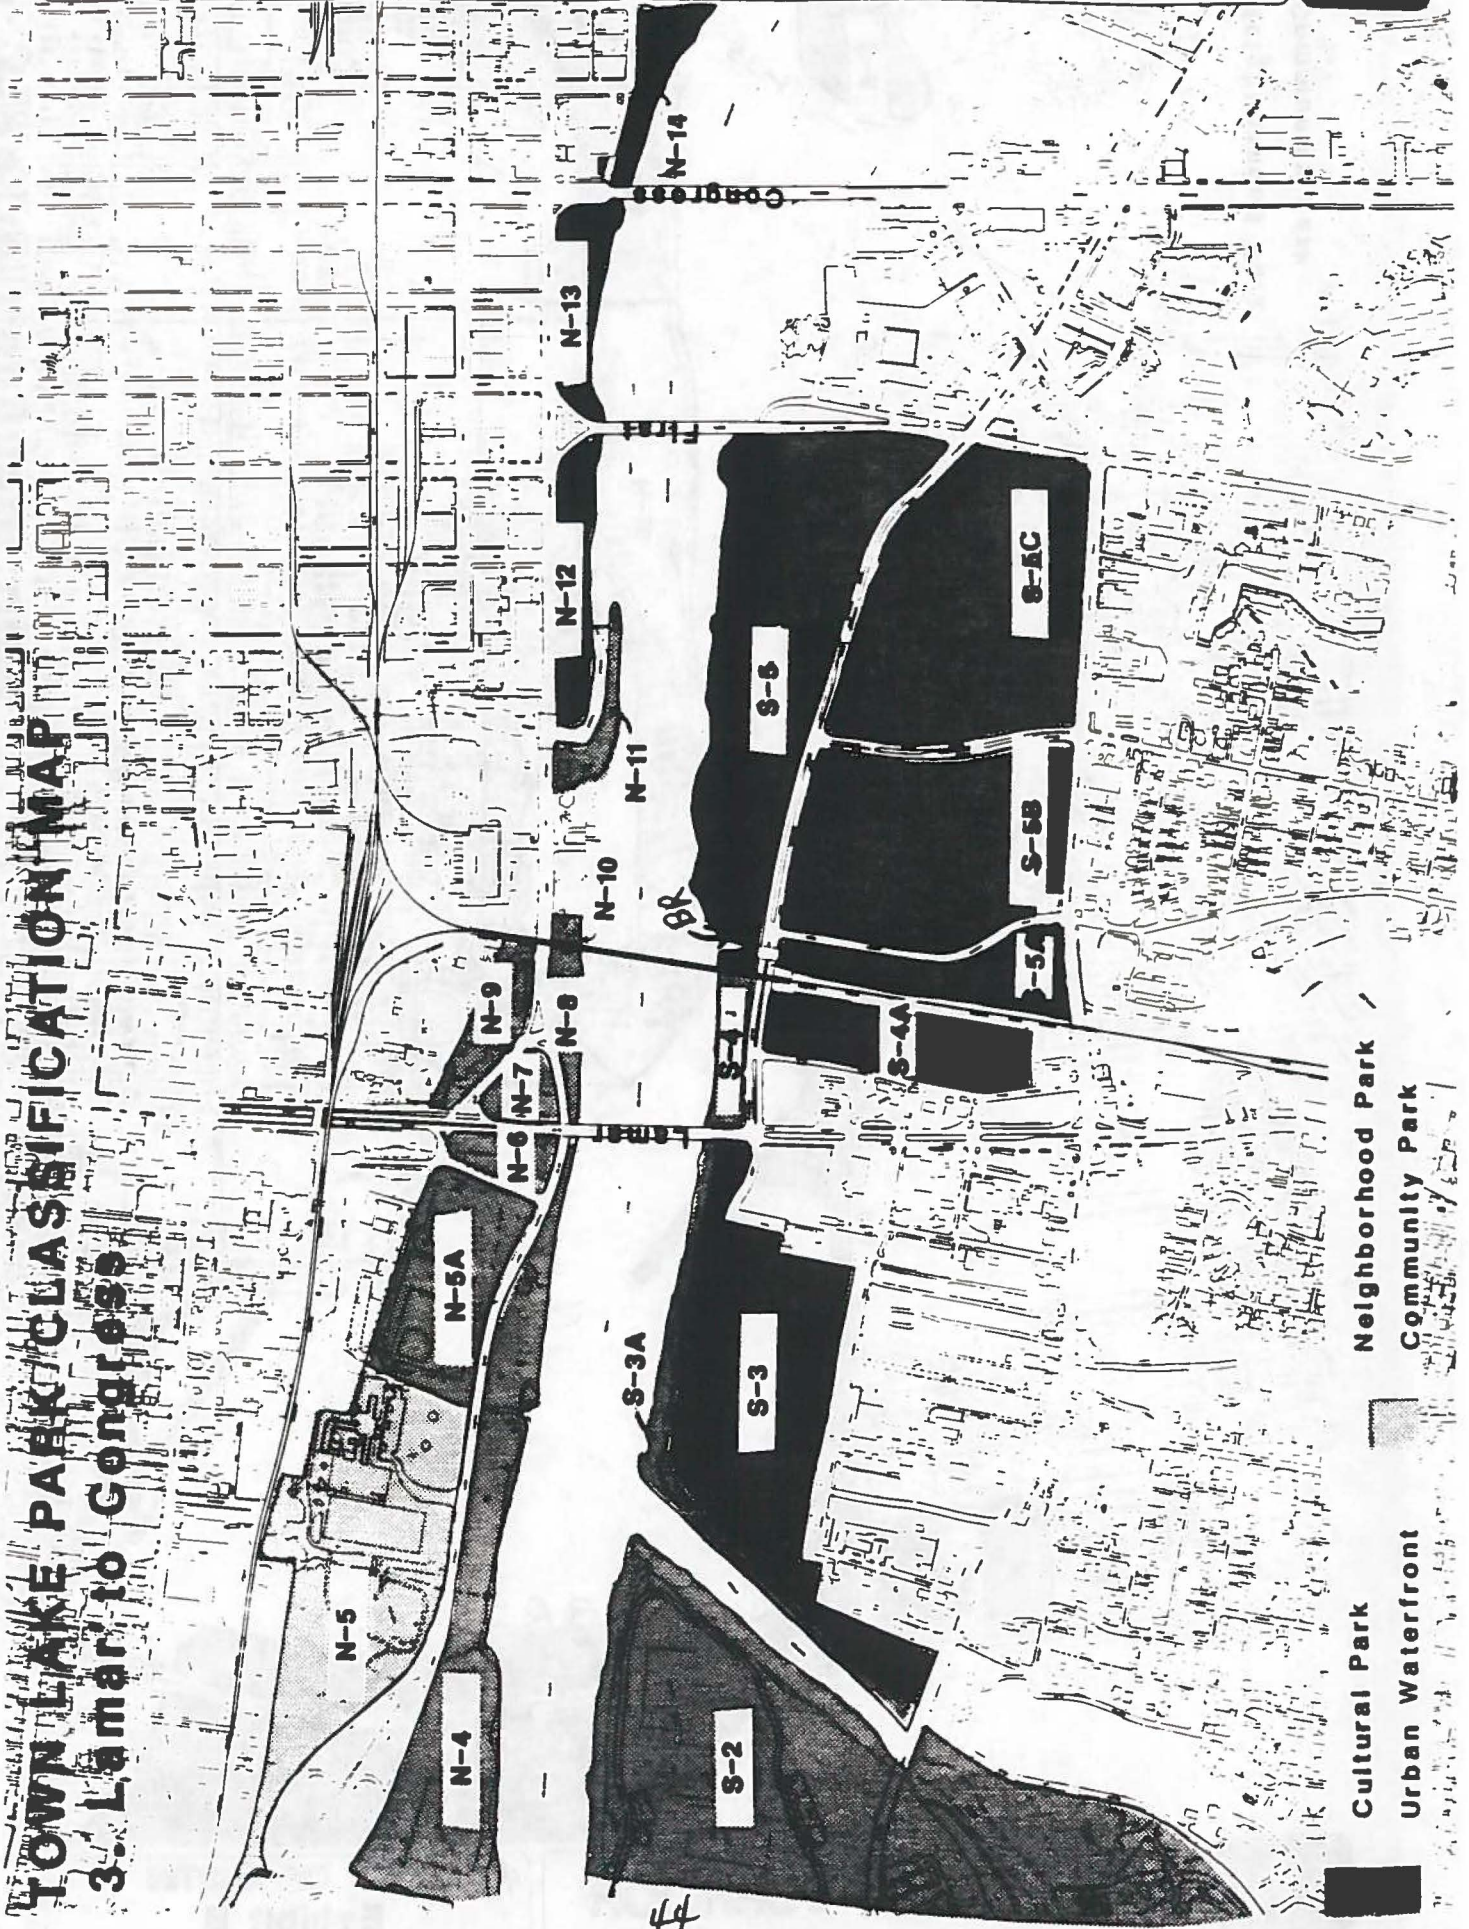 TOWN LAKE PARK CLASSIFICATION MAP
3. Lamar to Congress
N-14
Congress
N-13
First
N-12
N-11
N-10
N-9
N-8
N-7
N-6
Lamar
N-5A
N-5
N-4
S-5
S-5C
S-5B
S-4A
BR
S-4
S-3A
S-3
S-2
Cultural Park
Urban Waterfront
Neighborhood Park
Community Park